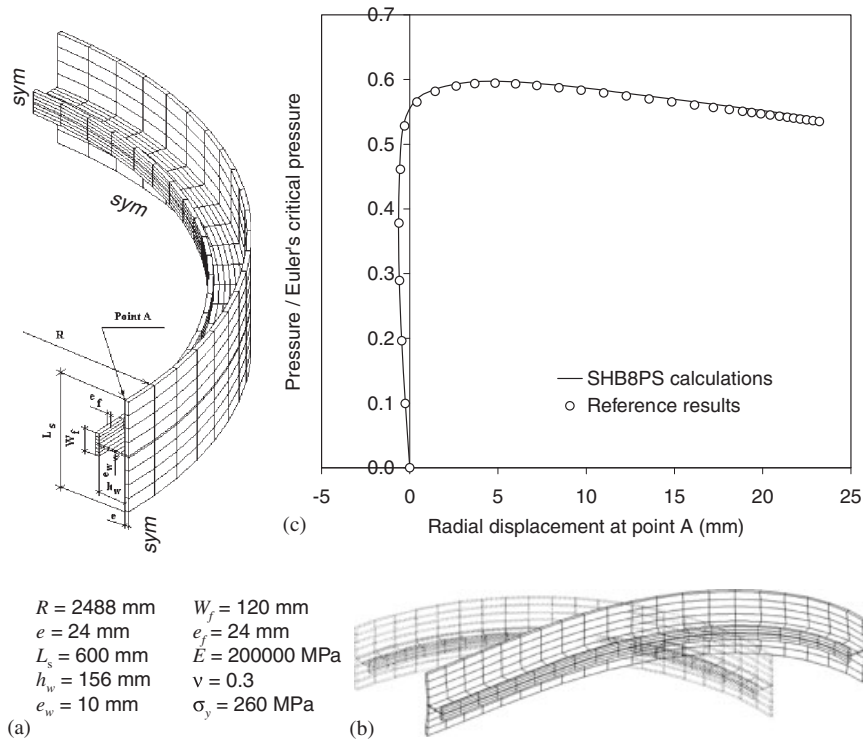 sym
sym
Point A
R
e_f
L_s
W_f
e_w
h_w
e
sym
(c)
Pressure / Euler's critical pressure
0.7
0.6
0.5
0.4
0.3
0.2
0.1
0.0
SHB8PS calculations
Reference results
-5 0 5 10 15 20 25
Radial displacement at point A (mm)
R = 2488 mm W_f = 120 mm
e = 24 mm e_f = 24 mm
L_s = 600 mm E = 200000 MPa
h_w = 156 mm ν = 0.3
e_w = 10 mm σ_y = 260 MPa
(a)
(b)